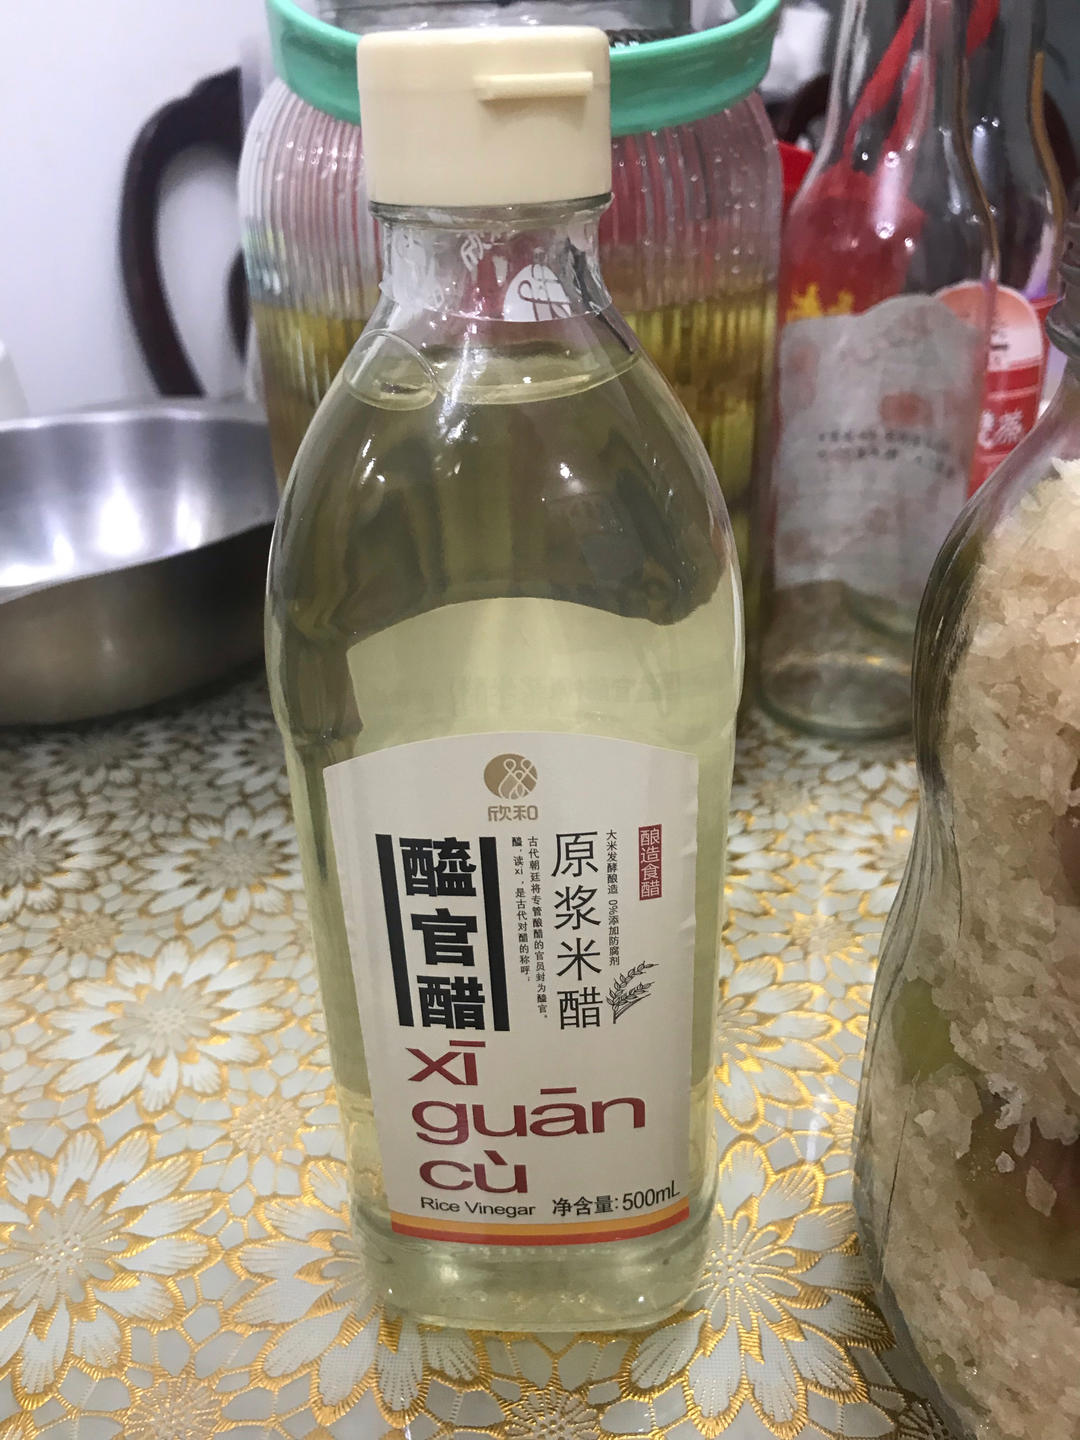 欣和
酿造食醋
大米发酵酿造 0%添加防腐剂
原浆米醋
古代朝廷将专管酿醋的官员封为醯官。
醯，读xi，是古代对醋的称呼；
醯官醋
xī
guān
cù
Rice Vinegar 净含量:500mL